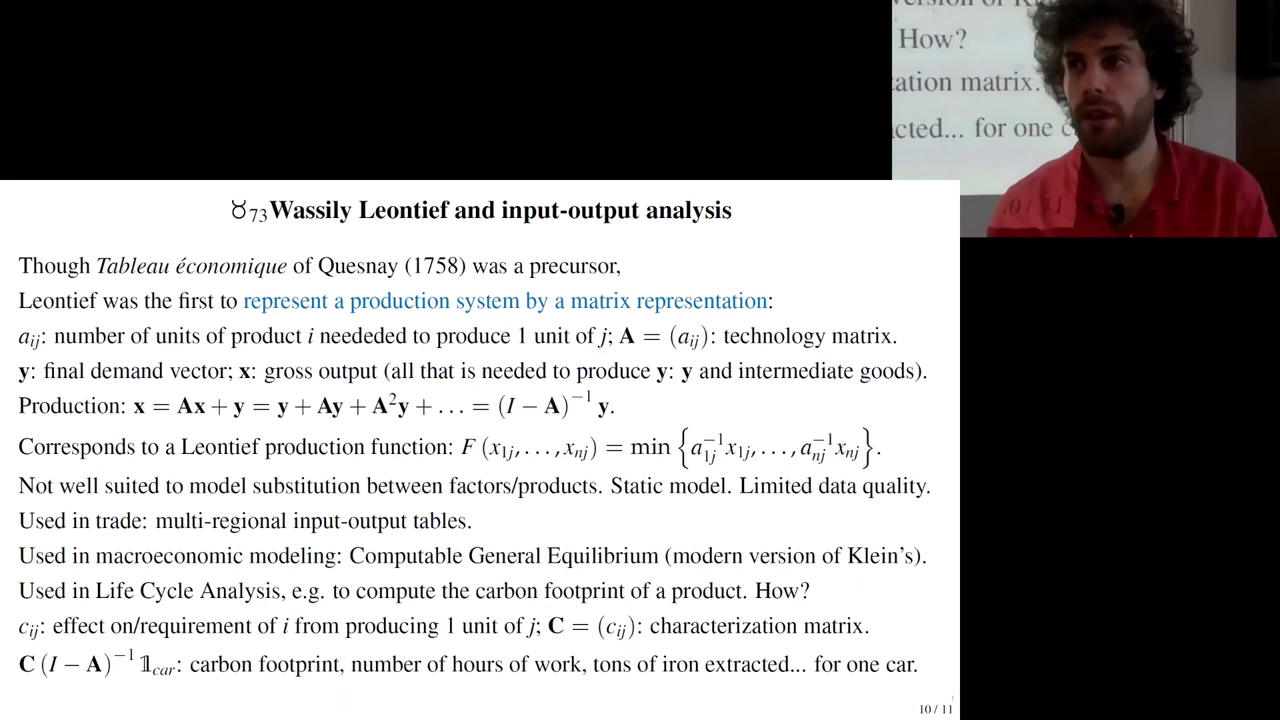 ersion of K
How?
ation matrix.
cted... for one c
10 / 11
♉73 Wassily Leontief and input-output analysis
Though Tableau économique of Quesnay (1758) was a precursor,
Leontief was the first to represent a production system by a matrix representation:
aij: number of units of product i neededed to produce 1 unit of j; A = (aij): technology matrix.
y: final demand vector; x: gross output (all that is needed to produce y: y and intermediate goods).
Production: x = Ax + y = y + Ay + A²y + … = (I − A)⁻¹ y.
Corresponds to a Leontief production function: F (x1j, …, xnj) = min {a1j⁻¹x1j, …, anj⁻¹xnj}.
Not well suited to model substitution between factors/products. Static model. Limited data quality.
Used in trade: multi-regional input-output tables.
Used in macroeconomic modeling: Computable General Equilibrium (modern version of Klein's).
Used in Life Cycle Analysis, e.g. to compute the carbon footprint of a product. How?
cij: effect on/requirement of i from producing 1 unit of j; C = (cij): characterization matrix.
C (I − A)⁻¹ 𝟙car: carbon footprint, number of hours of work, tons of iron extracted... for one car.
10 / 11